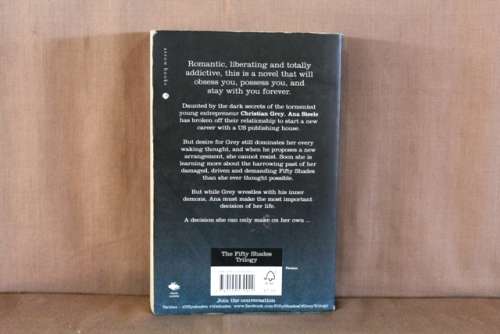 arrow books
Romantic, liberating and totally
addictive, this is a novel that will
obsess you, possess you, and
stay with you forever.
Daunted by the dark secrets of the tormented
young entrepreneur Christian Grey, Ana Steele
has broken off their relationship to start a new
career with a US publishing house.
But desire for Grey still dominates her every
waking thought, and when he proposes a new
arrangement, she cannot resist. Soon she is
learning more about the harrowing past of her
damaged, driven and demanding Fifty Shades
than she ever thought possible.
But while Grey wrestles with his inner
demons, Ana must make the most important
decision of her life.
A decision she can only make on her own ...
The Fifty Shades
Trilogy
Join the conversation